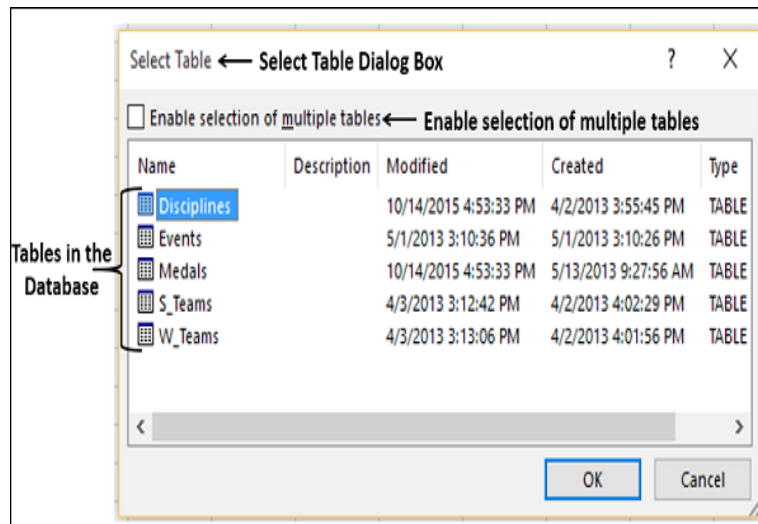 Select Table Select Table Dialog Box ? X
Enable selection of multiple tables Enable selection of multiple tables
Name Description Modified Created Type
Disciplines 10/14/2015 4:53:33 PM 4/2/2013 3:55:45 PM TABLE
Events 5/1/2013 3:10:36 PM 5/1/2013 3:10:26 PM TABLE
Medals 10/14/2015 4:53:33 PM 5/13/2013 9:27:56 AM TABLE
S_Teams 4/3/2013 3:12:42 PM 4/2/2013 4:02:29 PM TABLE
W_Teams 4/3/2013 3:13:06 PM 4/2/2013 4:01:56 PM TABLE
Tables in the
Database
OK Cancel